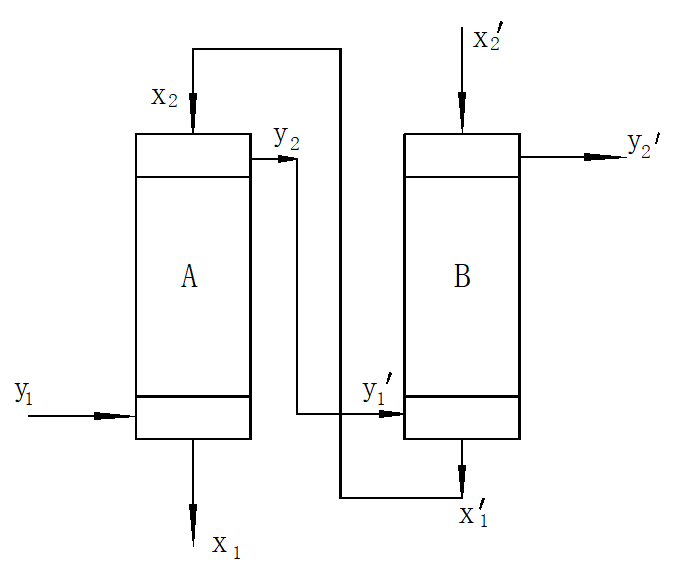 x₂′
x₂
y₂
y₂′
A
B
y₁
y₁′
x₁′
x₁